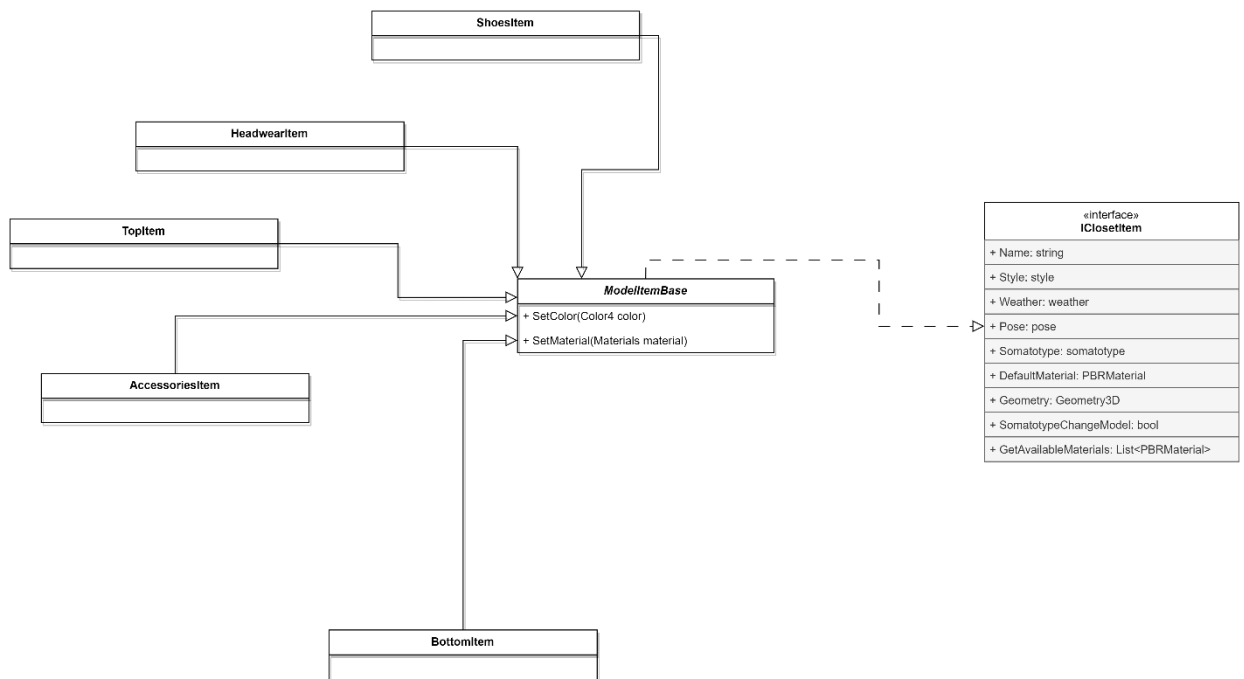 ShoesItem
HeadwearItem
TopItem
«interface»
IClosetItem
+ Name: string
+ Style: style
+ Weather: weather
+ Pose: pose
+ Somatotype: somatotype
+ DefaultMaterial: PBRMaterial
+ Geometry: Geometry3D
+ SomatotypeChangeModel: bool
+ GetAvailableMaterials: List<PBRMaterial>
ModelItemBase
+ SetColor(Color4 color)
+ SetMaterial(Materials material)
AccessoriesItem
BottomItem